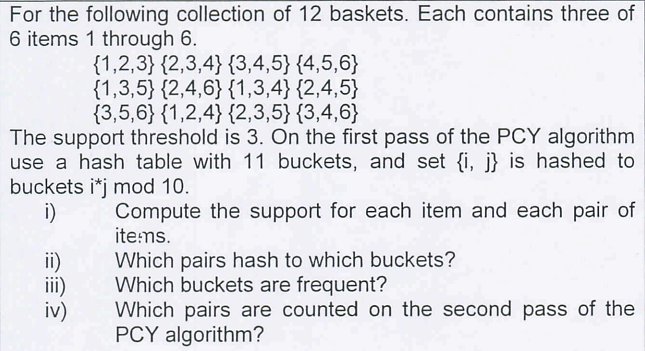 For the following collection of 12 baskets. Each contains three of
6 items 1 through 6.
{1,2,3} {2,3,4} {3,4,5} {4,5,6}
{1,3,5} {2,4,6} {1,3,4} {2,4,5}
{3,5,6} {1,2,4} {2,3,5} {3,4,6}
The support threshold is 3. On the first pass of the PCY algorithm
use a hash table with 11 buckets, and set {i, j} is hashed to
buckets i*j mod 10.
i) Compute the support for each item and each pair of
items.
ii) Which pairs hash to which buckets?
iii) Which buckets are frequent?
iv) Which pairs are counted on the second pass of the
PCY algorithm?